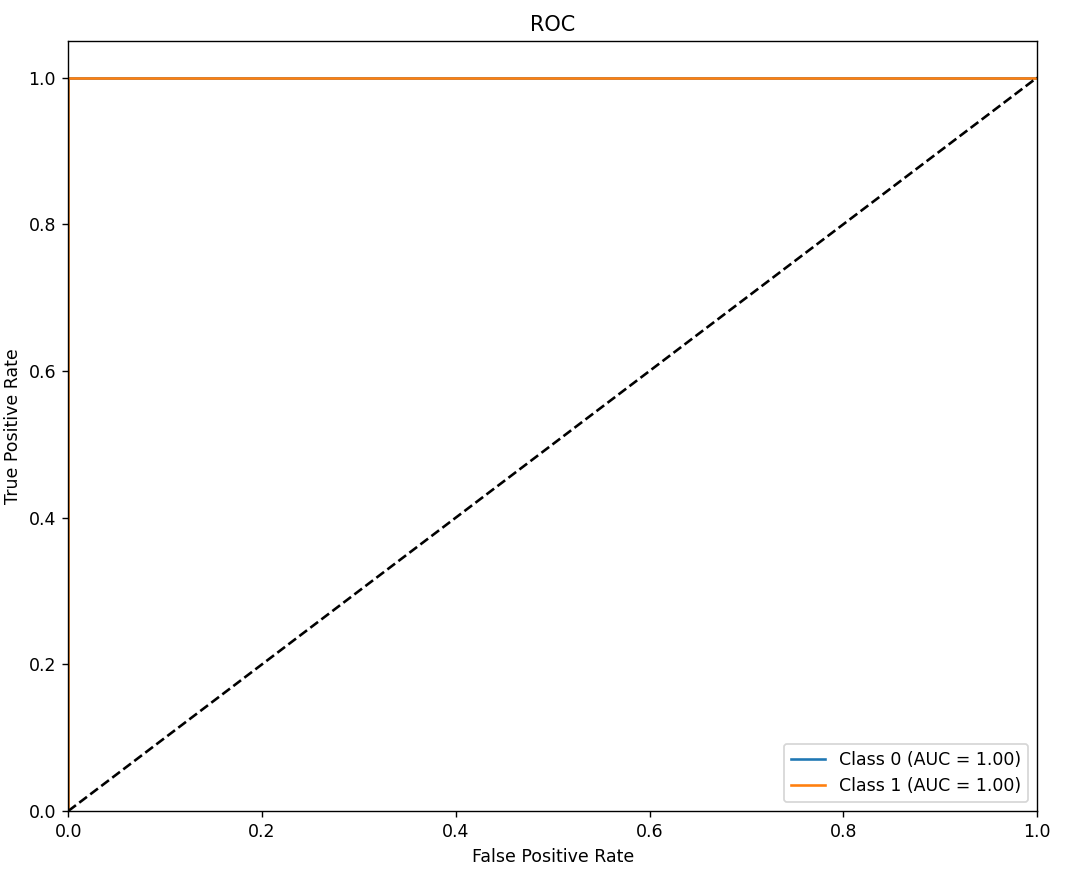 ROC
True Positive Rate
1.0
0.8
0.6
0.4
0.2
0.0
Class 0 (AUC = 1.00)
Class 1 (AUC = 1.00)
0.0 0.2 0.4 0.6 0.8 1.0
False Positive Rate